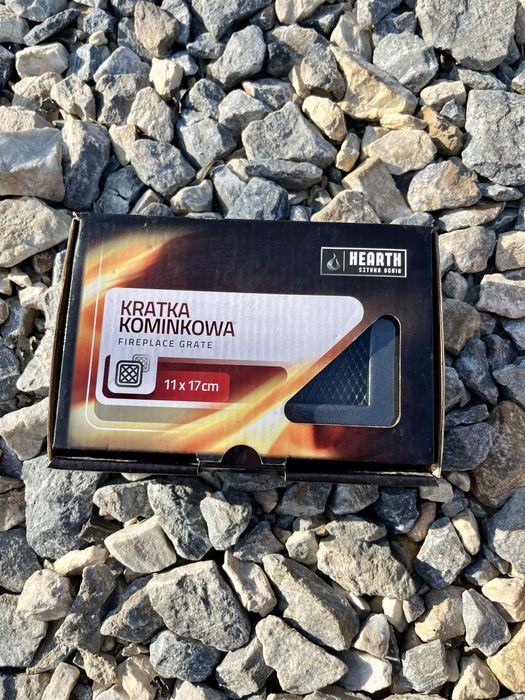 HEARTH
SZTUKA OGNIA
KRATKA
KOMINKOWA
FIREPLACE GRATE
11 x 17cm